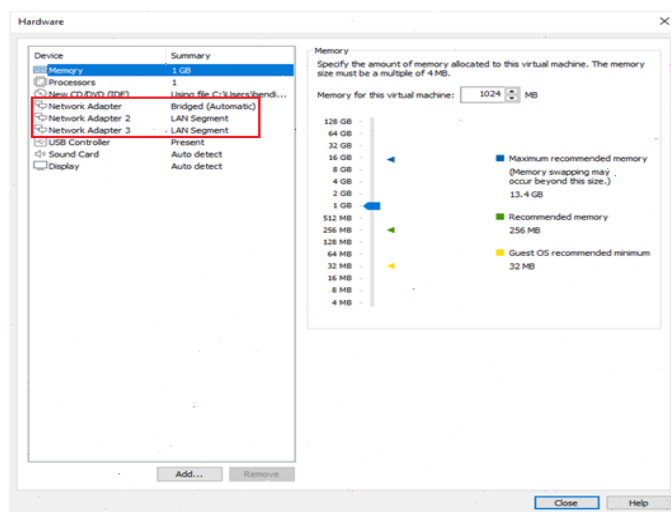 Hardware
Device Summary
Memory 1 GB
Processors 1
New CD/DVD (IDE) Using file C:\Users\bendi...
Network Adapter Bridged (Automatic)
Network Adapter 2 LAN Segment
Network Adapter 3 LAN Segment
USB Controller Present
Sound Card Auto detect
Display Auto detect
Add... Remove
Memory
Specify the amount of memory allocated to this virtual machine. The memory
size must be a multiple of 4 MB.
Memory for this virtual machine: 1024 MB
128 GB
64 GB
32 GB
16 GB
8 GB
4 GB
2 GB
1 GB
512 MB
256 MB
128 MB
64 MB
32 MB
16 MB
8 MB
4 MB
Maximum recommended memory
(Memory swapping may
occur beyond this size.)
13.4 GB
Recommended memory
256 MB
Guest OS recommended minimum
32 MB
Close Help